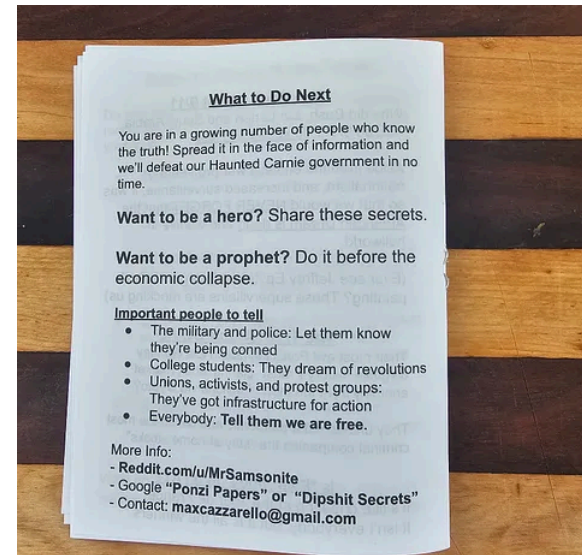 What to Do Next
You are in a growing number of people who know
the truth! Spread it in the face of information and
we'll defeat our Haunted Carnie government in no
time.
Want to be a hero? Share these secrets.
Want to be a prophet? Do it before the
economic collapse.
Important people to tell
• The military and police: Let them know
they're being conned
• College students: They dream of revolutions
• Unions, activists, and protest groups:
They've got infrastructure for action
• Everybody: Tell them we are free.
More Info:
- Reddit.com/u/MrSamsonite
- Google “Ponzi Papers” or “Dipshit Secrets”
- Contact: maxcazzarello@gmail.com